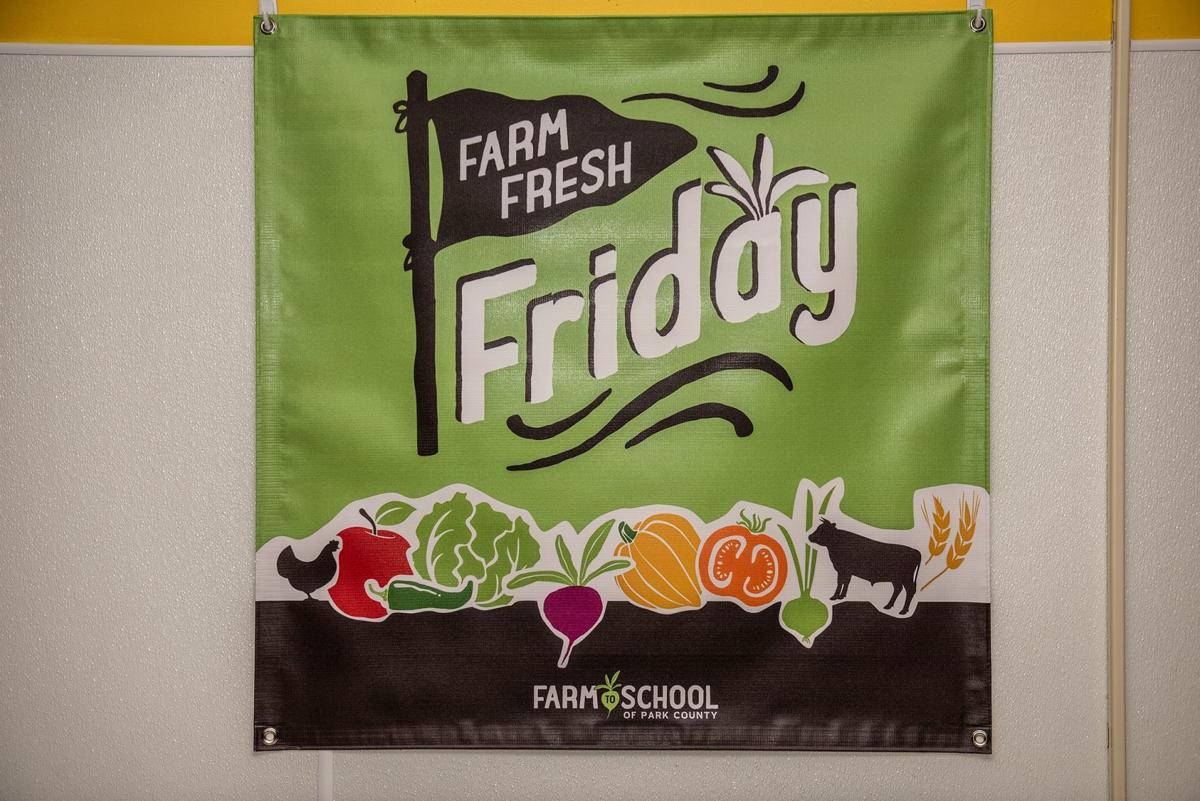 FARM
FRESH
Friday
FARM TO SCHOOL
OF PARK COUNTY